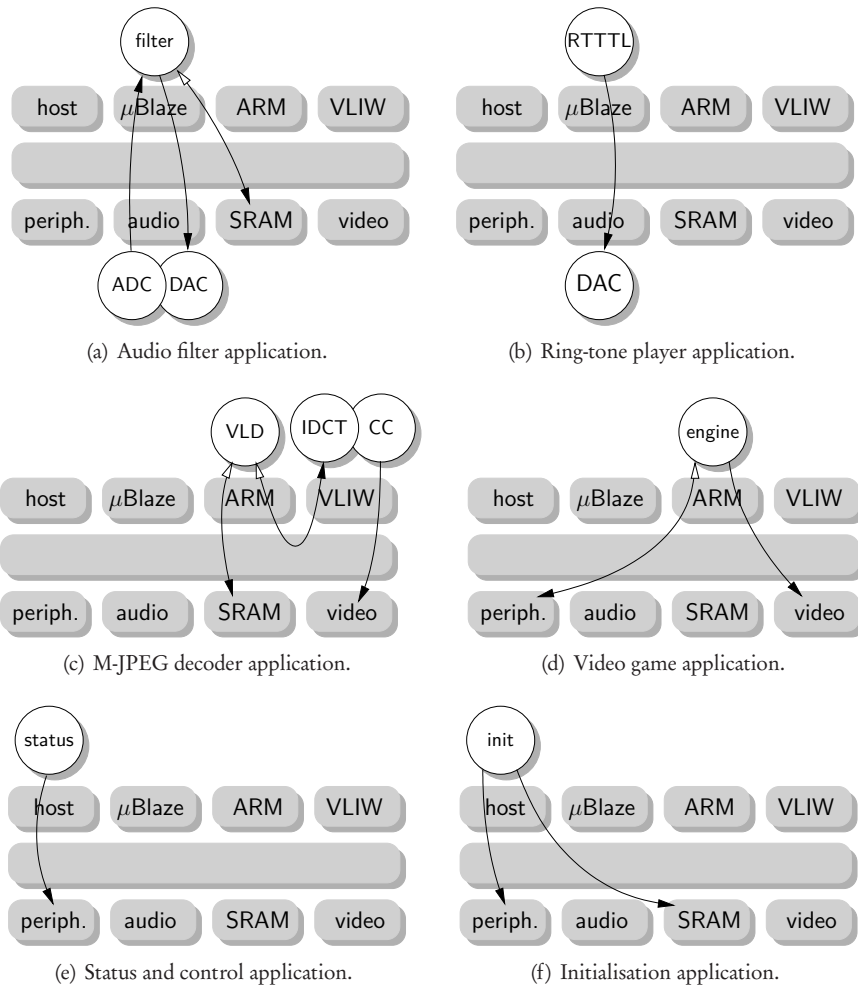 filter
RTTTL
host μBlaze ARM VLIW
host μBlaze ARM VLIW
periph. audio SRAM video
periph. audio SRAM video
ADC DAC
DAC
(a) Audio filter application.
(b) Ring-tone player application.
VLD IDCT CC
engine
host μBlaze ARM VLIW
host μBlaze ARM VLIW
periph. audio SRAM video
periph. audio SRAM video
(c) M-JPEG decoder application.
(d) Video game application.
status
init
host μBlaze ARM VLIW
host μBlaze ARM VLIW
periph. audio SRAM video
periph. audio SRAM video
(e) Status and control application.
(f) Initialisation application.